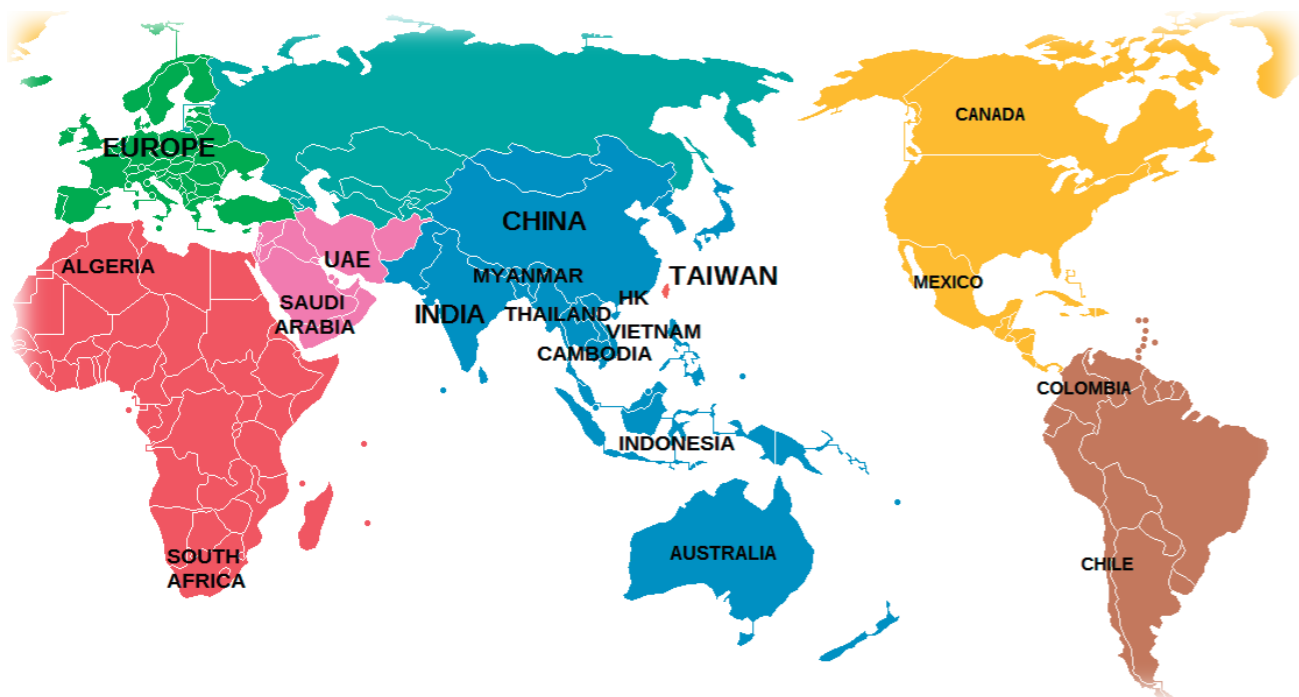 CANADA
EUROPE
CHINA
ALGERIA
UAE
MYANMAR
TAIWAN
MEXICO
SAUDI
ARABIA
INDIA
THAILAND
HK
VIETNAM
CAMBODIA
COLOMBIA
INDONESIA
AUSTRALIA
SOUTH
AFRICA
CHILE